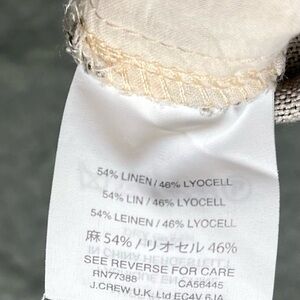 54% LINEN / 46% LYOCELL
54% LIN / 46% LYOCELL
54% LEINEN / 46% LYOCELL
麻 54% / リオセル 46%
SEE REVERSE FOR CARE
RN77388 CA56445
J.CREW U.K. Ltd EC4V 6JA